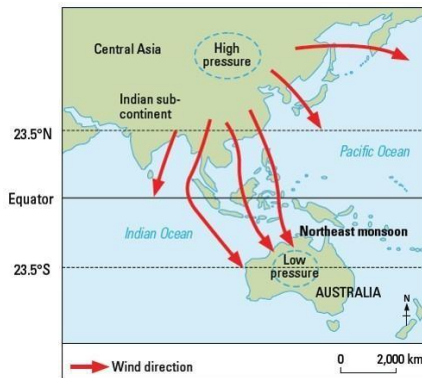 Central Asia
High
pressure
Indian sub-
continent
23.5°N
Pacific Ocean
Equator
Indian Ocean
Northeast monsoon
23.5°S
Low
pressure
AUSTRALIA
N
Wind direction
0 2,000 km